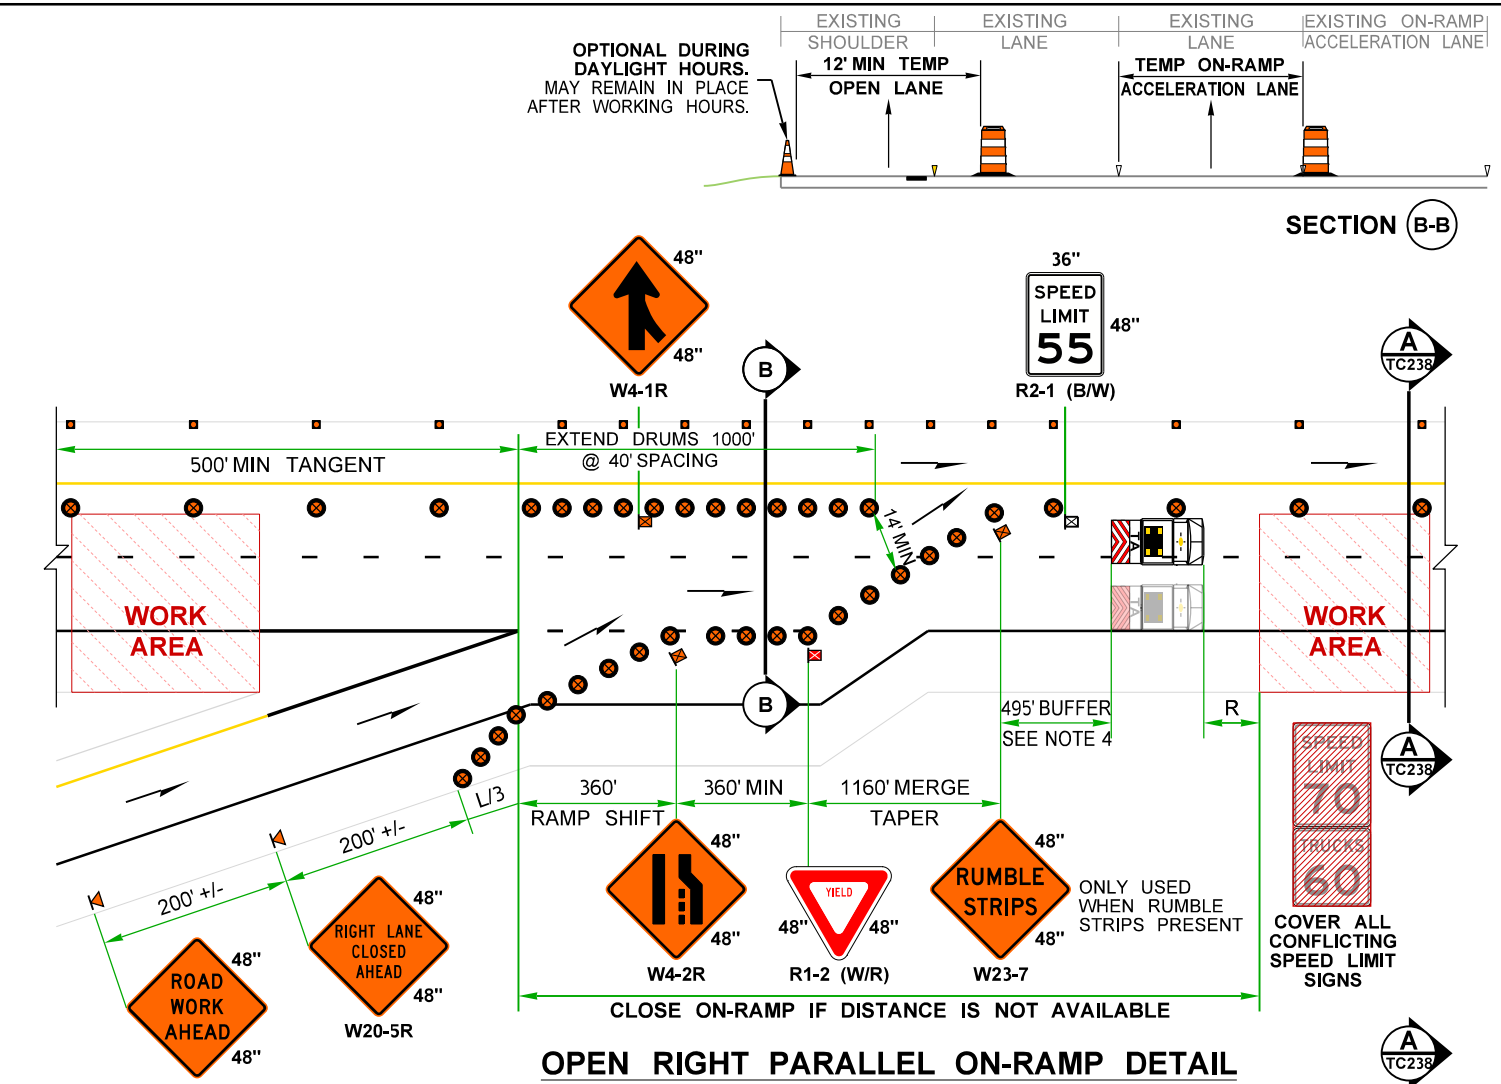 EXISTING SHOULDER
EXISTING LANE
EXISTING LANE
EXISTING ON-RAMP ACCELERATION LANE
OPTIONAL DURING
DAYLIGHT HOURS.
MAY REMAIN IN PLACE
AFTER WORKING HOURS.
12' MIN TEMP
OPEN LANE
TEMP ON-RAMP
ACCELERATION LANE
SECTION B-B
48"
48"
W4-1R
36"
SPEED
LIMIT
55
48"
R2-1 (B/W)
B
A
TC238
500' MIN TANGENT
EXTEND DRUMS 1000'
@ 40' SPACING
14' MIN
WORK
AREA
WORK
AREA
B
495' BUFFER
SEE NOTE 4
R
A
TC238
SPEED
LIMIT
70
TRUCKS
60
COVER ALL
CONFLICTING
SPEED LIMIT
SIGNS
L/3
200' +/-
200' +/-
360'
RAMP SHIFT
360' MIN
1160' MERGE
TAPER
ROAD
WORK
AHEAD
48"
48"
RIGHT LANE
CLOSED
AHEAD
48"
48"
W20-5R
48"
48"
W4-2R
YIELD
48"
48"
R1-2 (W/R)
RUMBLE
STRIPS
48"
48"
W23-7
ONLY USED
WHEN RUMBLE
STRIPS PRESENT
CLOSE ON-RAMP IF DISTANCE IS NOT AVAILABLE
OPEN RIGHT PARALLEL ON-RAMP DETAIL
A
TC238